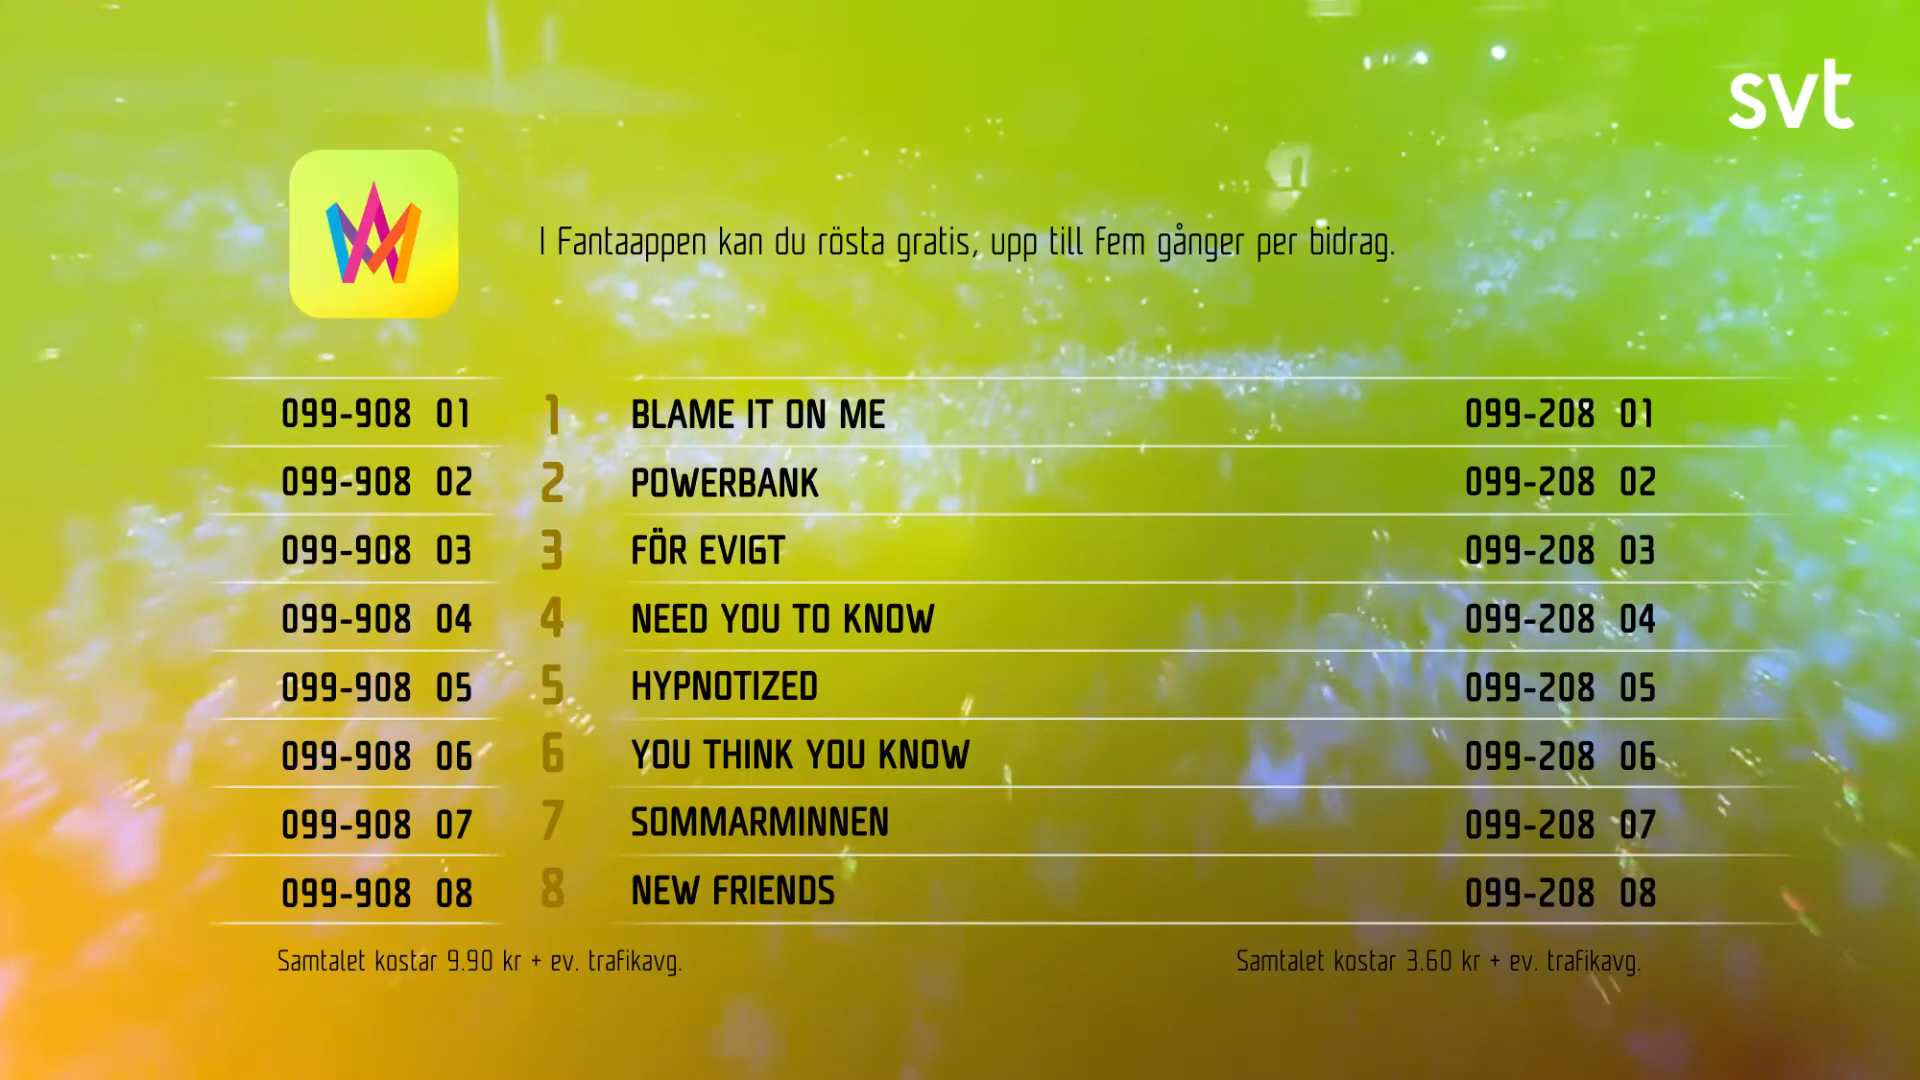 svt
I Fantaappen kan du rösta gratis, upp till fem gånger per bidrag.
099-908 01 1 BLAME IT ON ME 099-208 01
099-908 02 2 POWERBANK 099-208 02
099-908 03 3 FÖR EVIGT 099-208 03
099-908 04 4 NEED YOU TO KNOW 099-208 04
099-908 05 5 HYPNOTIZED 099-208 05
099-908 06 6 YOU THINK YOU KNOW 099-208 06
099-908 07 7 SOMMARMINNEN 099-208 07
099-908 08 8 NEW FRIENDS 099-208 08
Samtalet kostar 9.90 kr + ev. trafikavg. Samtalet kostar 3.60 kr + ev. trafikavg.